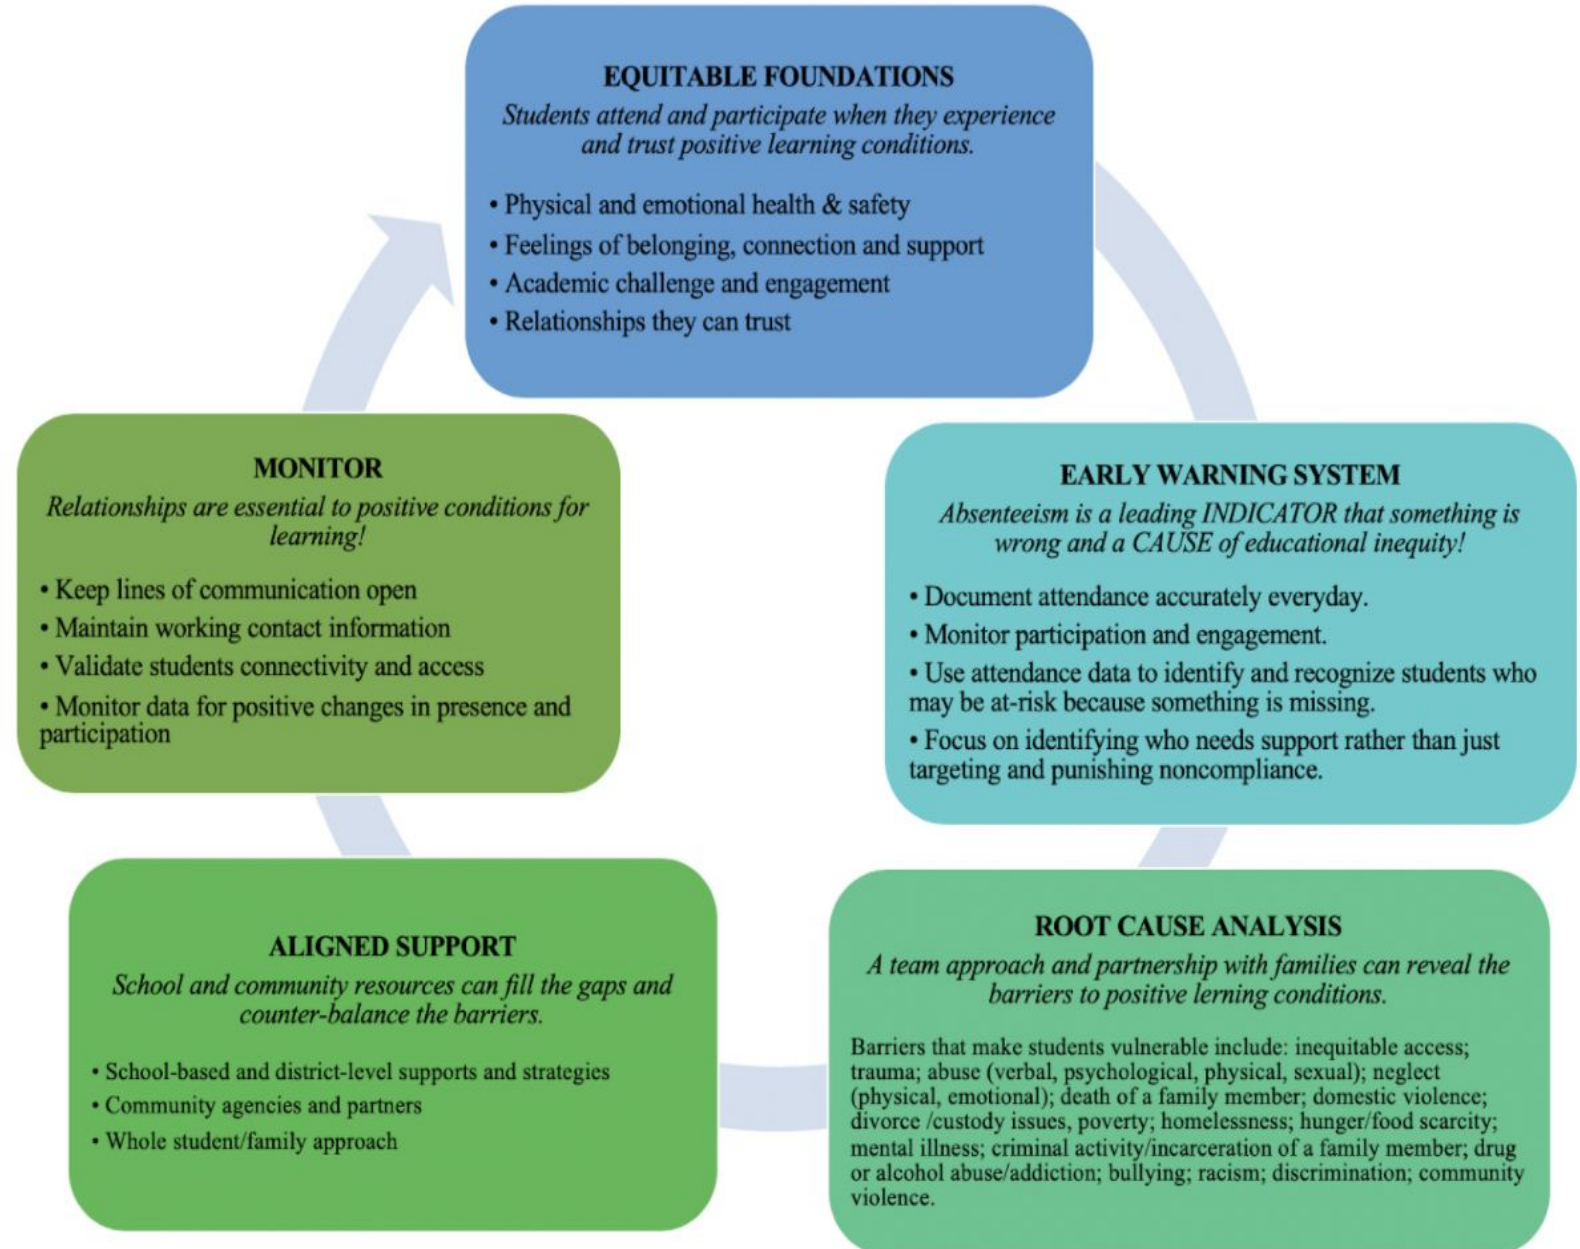 EQUITABLE FOUNDATIONS
Students attend and participate when they experience
and trust positive learning conditions.
• Physical and emotional health & safety
• Feelings of belonging, connection and support
• Academic challenge and engagement
• Relationships they can trust
EARLY WARNING SYSTEM
Absenteeism is a leading INDICATOR that something is
wrong and a CAUSE of educational inequity!
• Document attendance accurately everyday.
• Monitor participation and engagement.
• Use attendance data to identify and recognize students who
may be at-risk because something is missing.
• Focus on identifying who needs support rather than just
targeting and punishing noncompliance.
ROOT CAUSE ANALYSIS
A team approach and partnership with families can reveal the
barriers to positive lerning conditions.
Barriers that make students vulnerable include: inequitable access;
trauma; abuse (verbal, psychological, physical, sexual); neglect
(physical, emotional); death of a family member; domestic violence;
divorce /custody issues, poverty; homelessness; hunger/food scarcity;
mental illness; criminal activity/incarceration of a family member; drug
or alcohol abuse/addiction; bullying; racism; discrimination; community
violence.
ALIGNED SUPPORT
School and community resources can fill the gaps and
counter-balance the barriers.
• School-based and district-level supports and strategies
• Community agencies and partners
• Whole student/family approach
MONITOR
Relationships are essential to positive conditions for
learning!
• Keep lines of communication open
• Maintain working contact information
• Validate students connectivity and access
• Monitor data for positive changes in presence and
participation